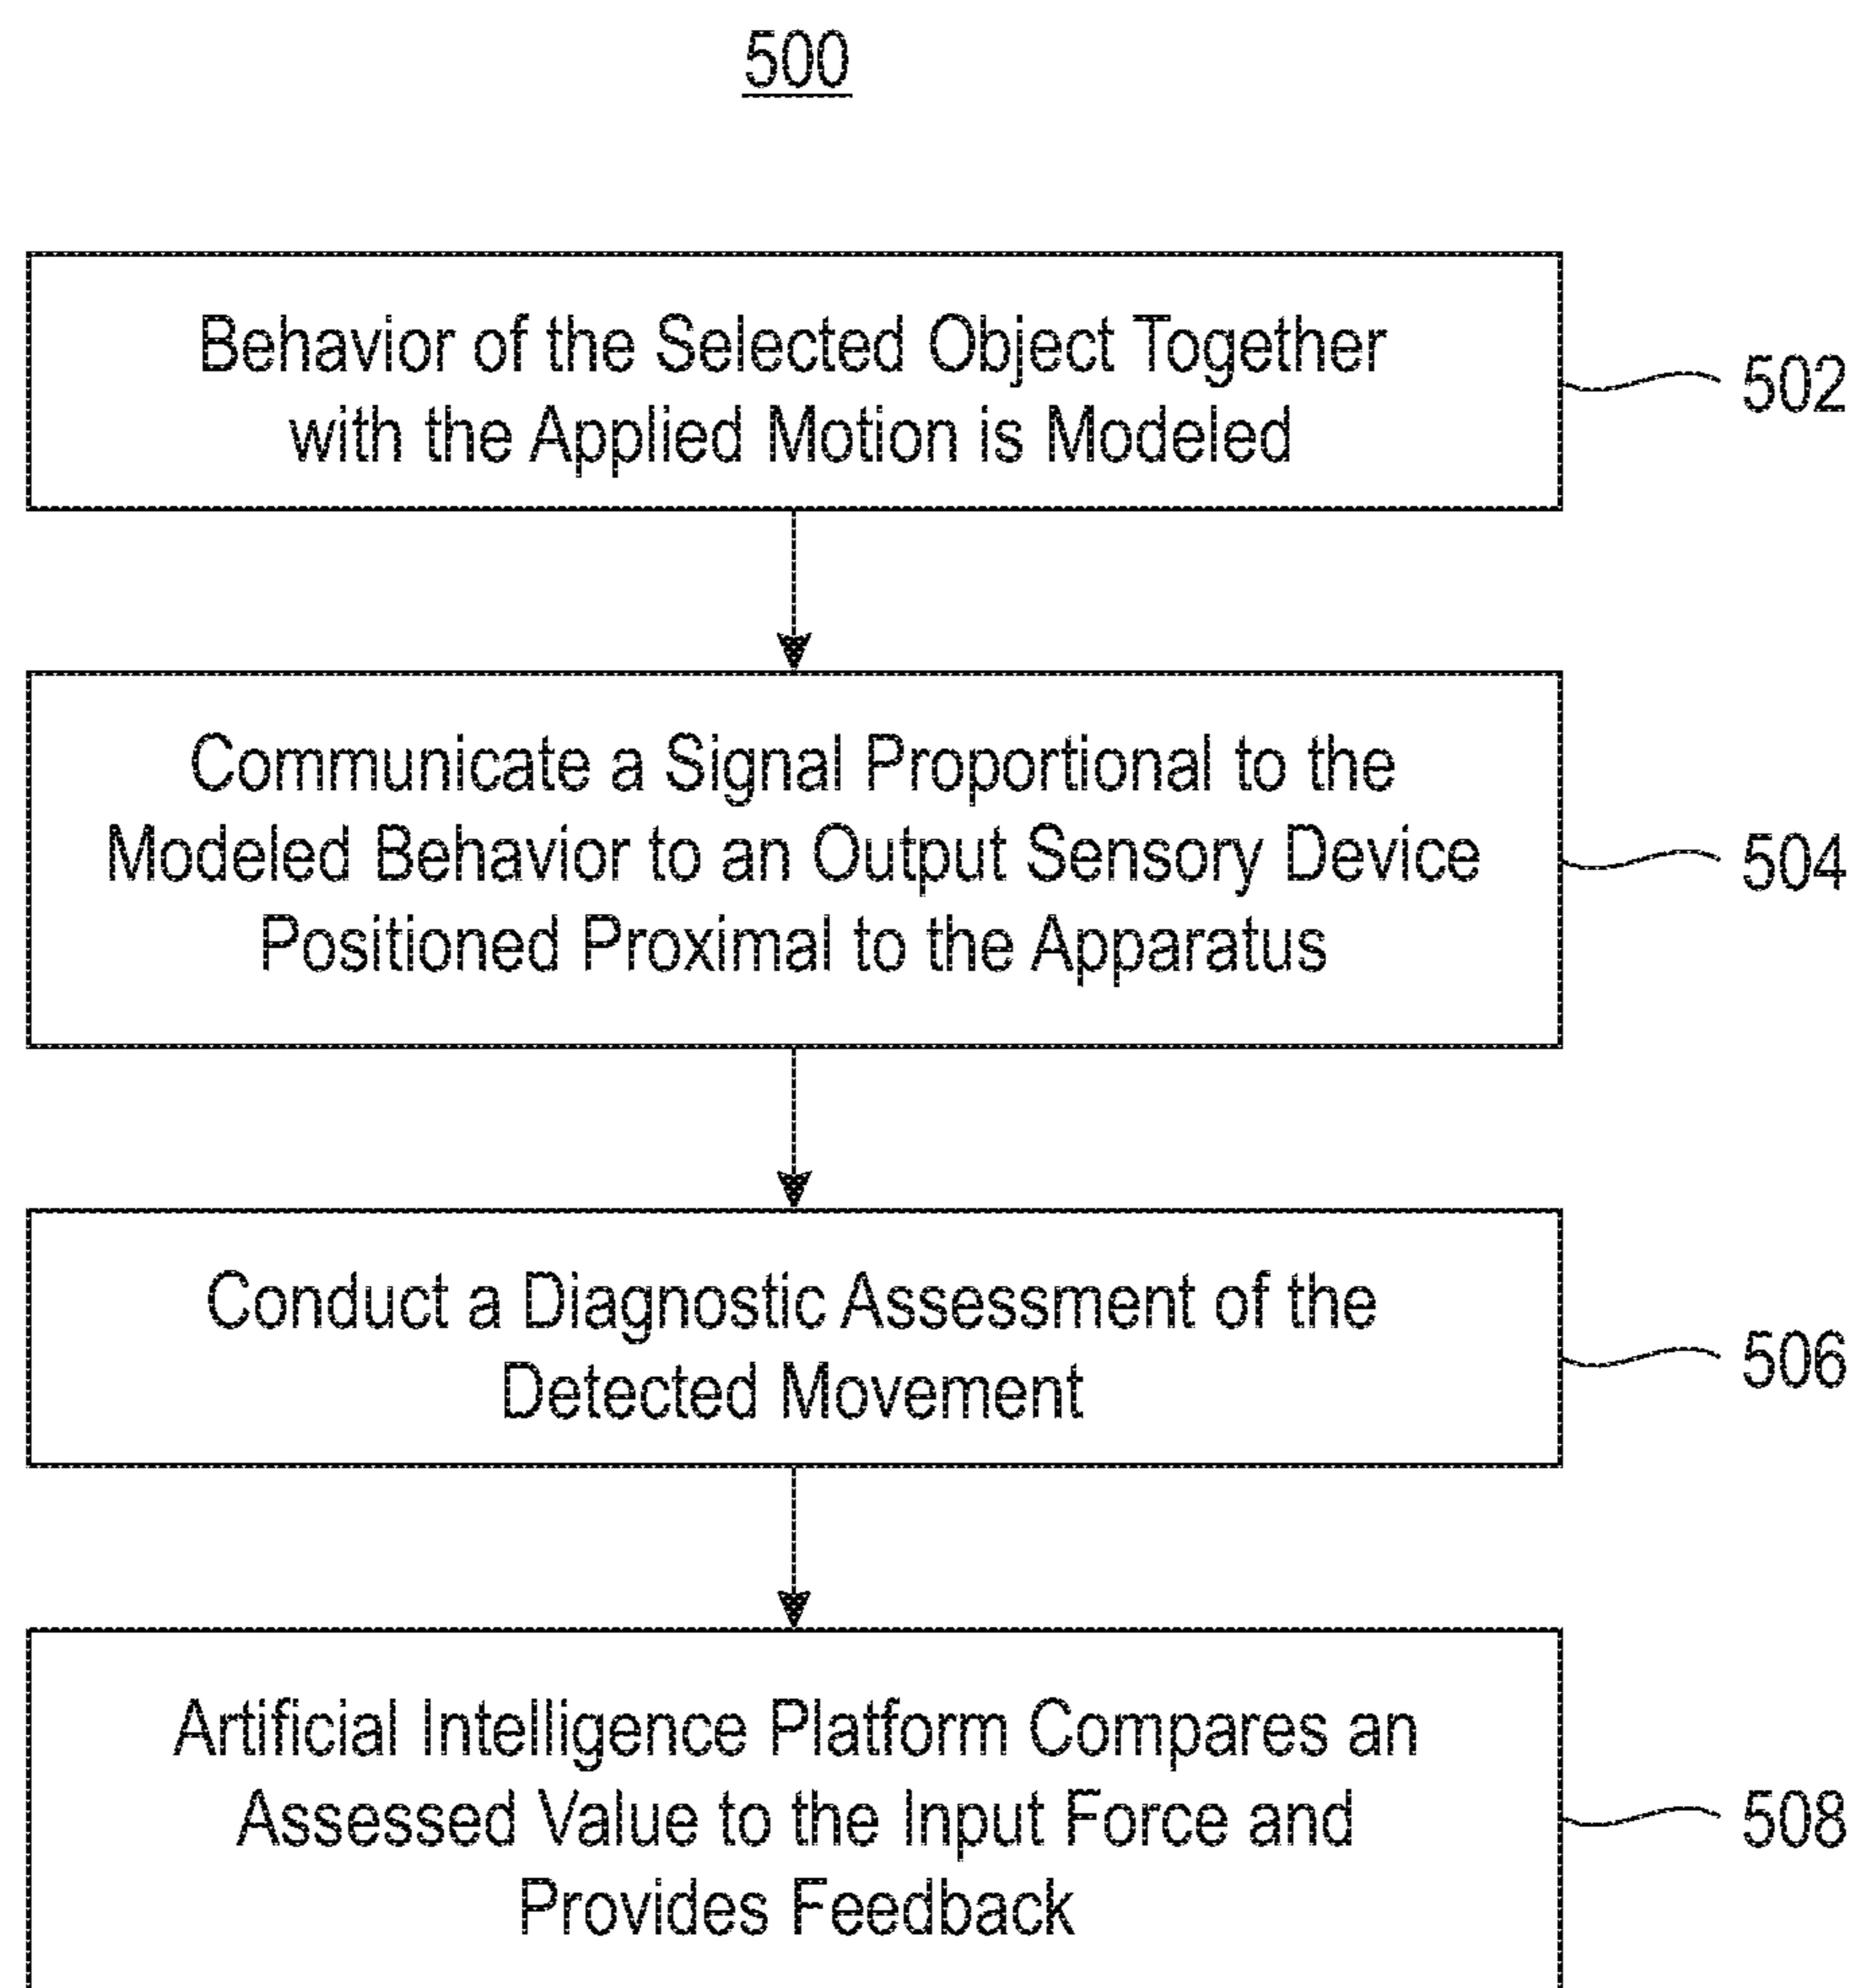 500
Behavior of the Selected Object Together
with the Applied Motion is Modeled
502
Communicate a Signal Proportional to the
Modeled Behavior to an Output Sensory Device
Positioned Proximal to the Apparatus
504
Conduct a Diagnostic Assessment of the
Detected Movement
506
Artificial Intelligence Platform Compares an
Assessed Value to the Input Force and
Provides Feedback
508